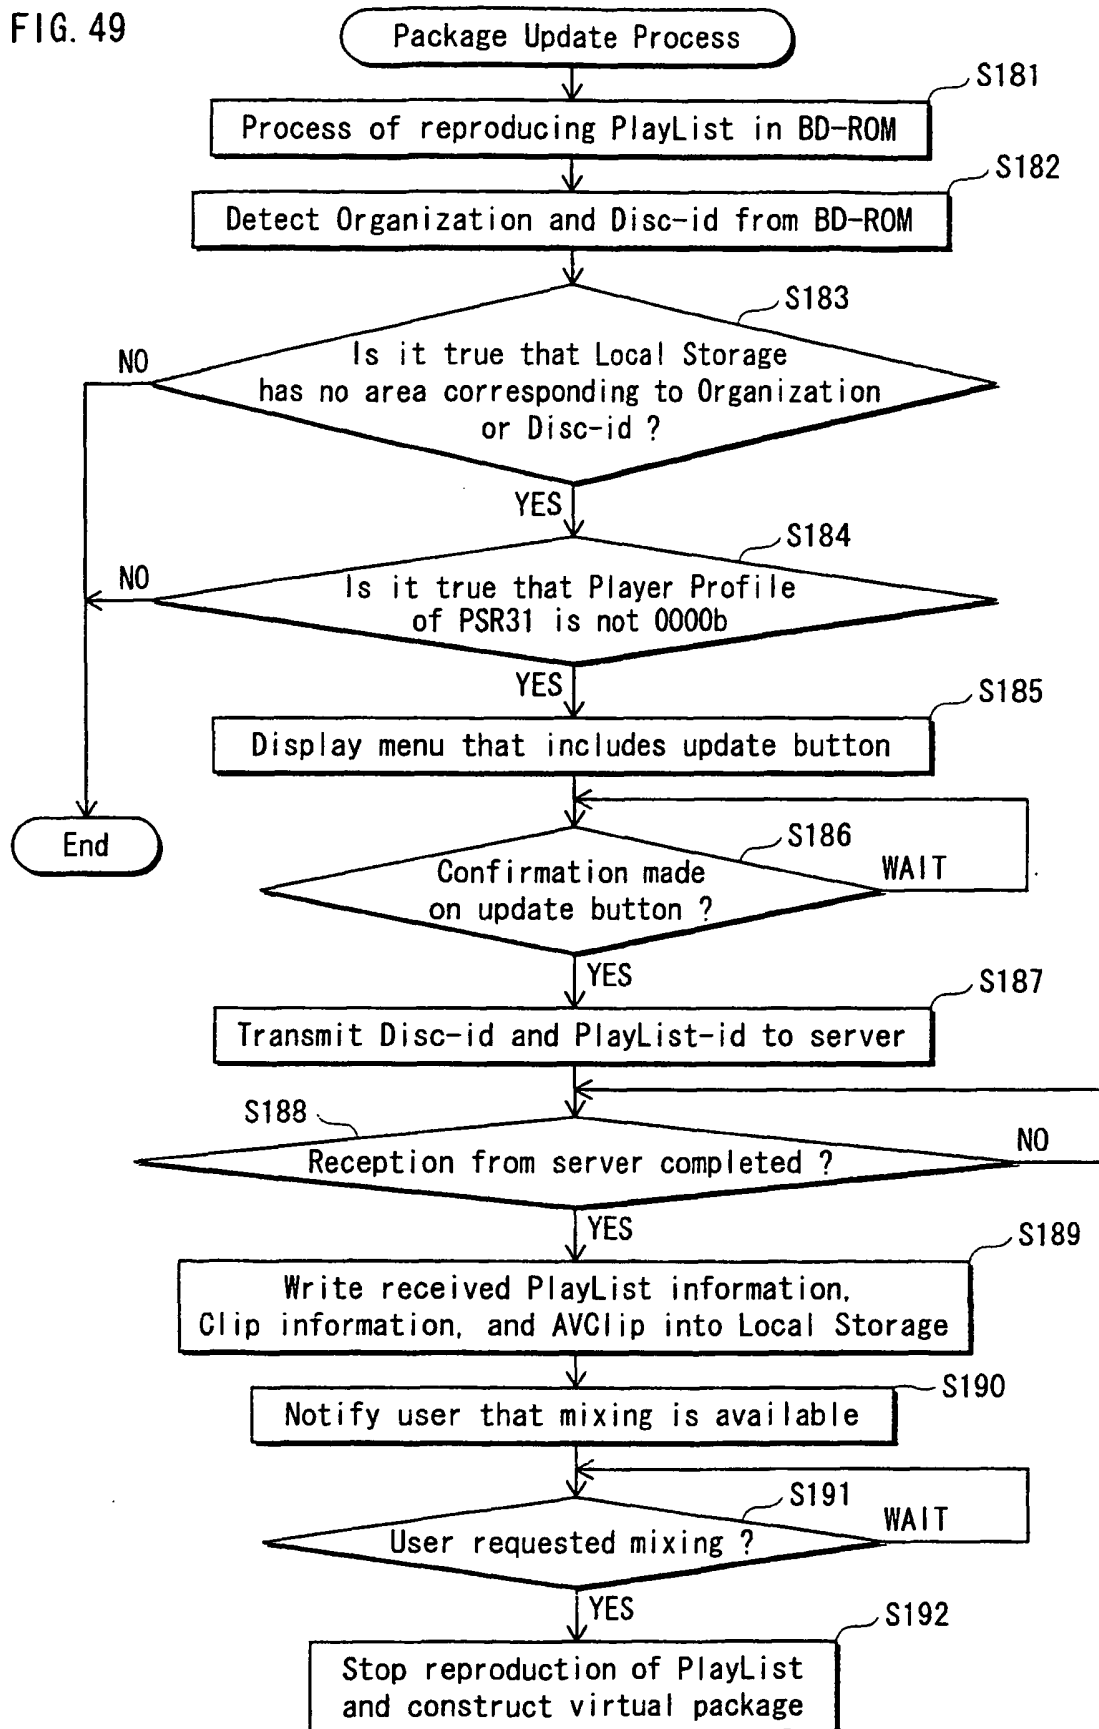 FIG. 49
Package Update Process
S181
Process of reproducing PlayList in BD-ROM
S182
Detect Organization and Disc-id from BD-ROM
S183
Is it true that Local Storage
has no area corresponding to Organization
or Disc-id ?
NO
YES
S184
Is it true that Player Profile
of PSR31 is not 0000b
NO
YES
S185
Display menu that includes update button
End
S186
Confirmation made
on update button ?
WAIT
YES
S187
Transmit Disc-id and PlayList-id to server
S188
Reception from server completed ?
NO
YES
S189
Write received PlayList information,
Clip information, and AVClip into Local Storage
S190
Notify user that mixing is available
S191
User requested mixing ?
WAIT
YES
S192
Stop reproduction of PlayList
and construct virtual package